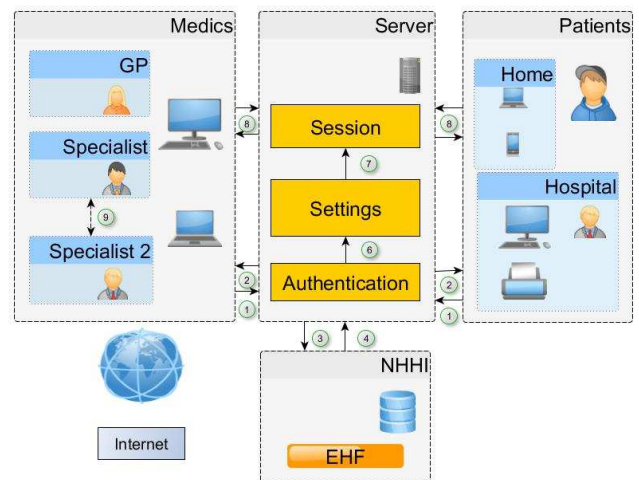 Medics
Server
Patients
GP
Home
Session
8
8
Specialist
7
9
Settings
Hospital
Specialist 2
6
2
Authentication
2
1
1
3
4
NHHI
Internet
EHF